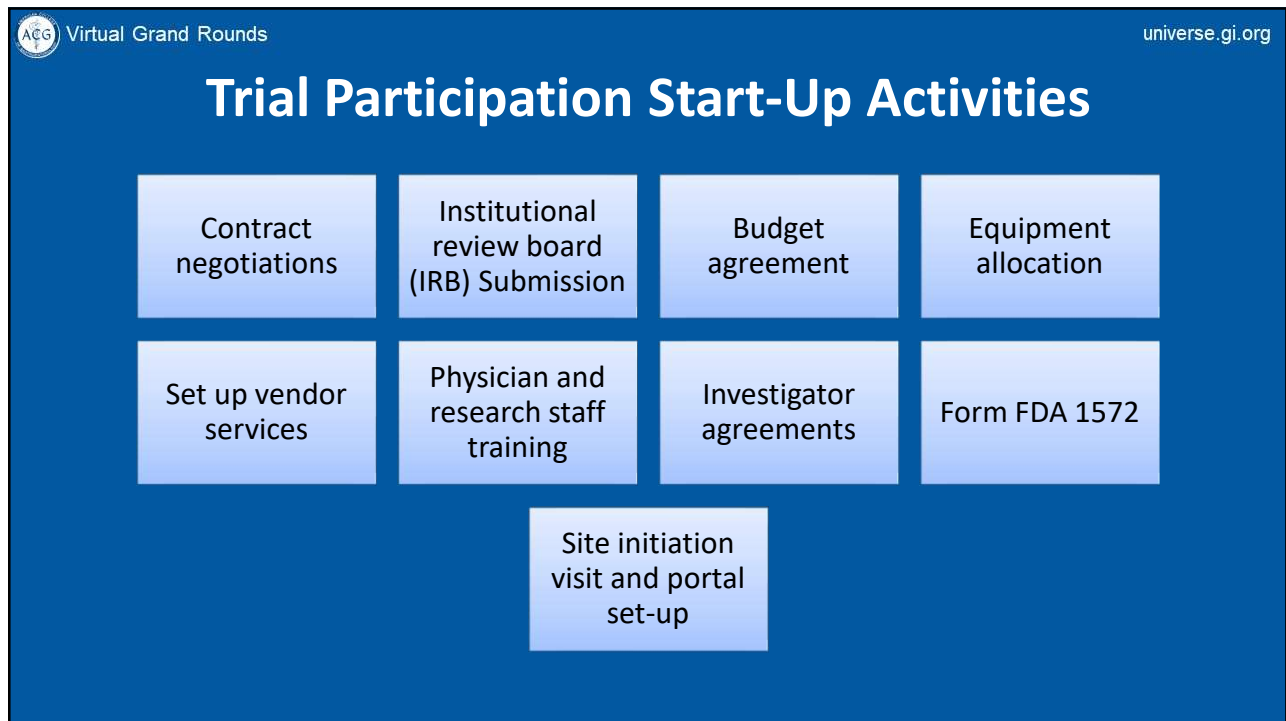 ACG
Virtual Grand Rounds
universe.gi.org
Trial Participation Start-Up Activities
Contract
negotiations
Institutional
review board
(IRB) Submission
Budget
agreement
Equipment
allocation
Set up vendor
services
Physician and
research staff
training
Investigator
agreements
Form FDA 1572
Site initiation
visit and portal
set-up